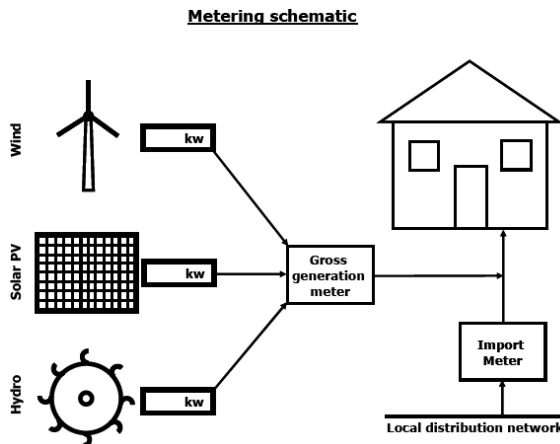 Metering schematic
Wind
kw
Solar PV
kw
Gross
generation
meter
Hydro
kw
Import
Meter
Local distribution network